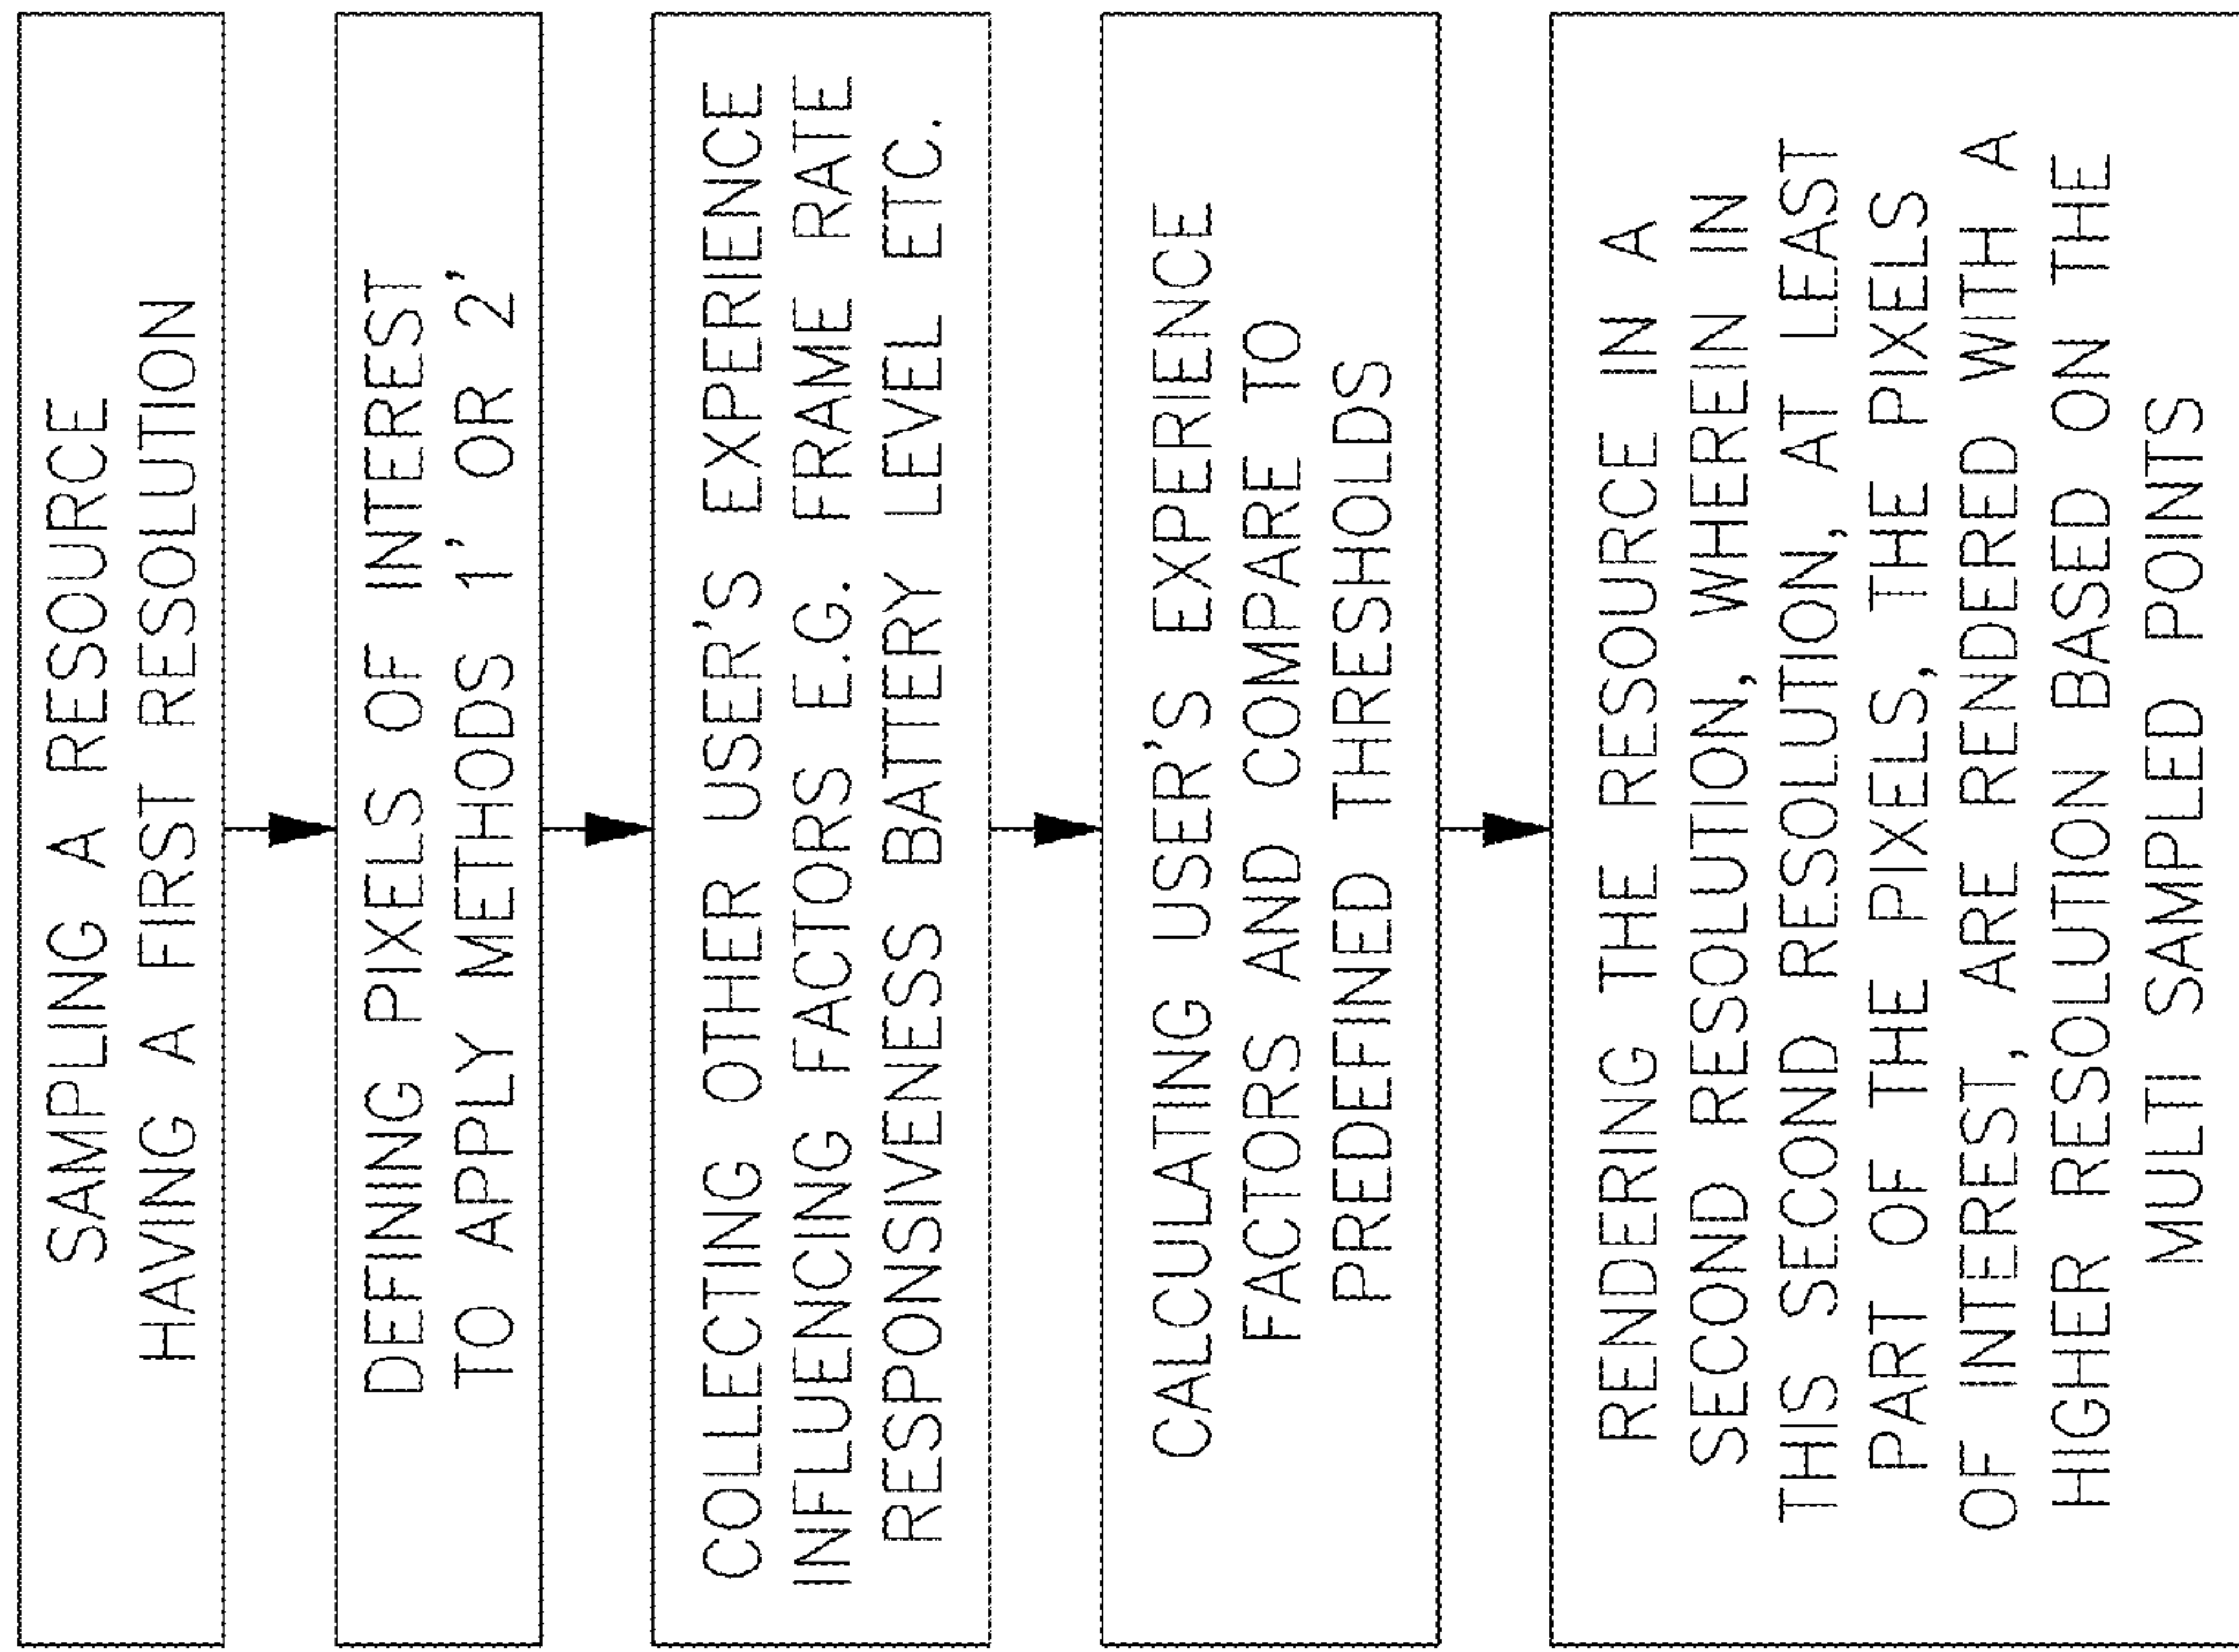 SAMPLING A RESOURCE
HAVING A FIRST RESOLUTION
DEFINING PIXELS OF INTEREST
TO APPLY METHODS 1' OR 2'
COLLECTING OTHER USER'S EXPERIENCE
INFLUENCING FACTORS E.G. FRAME RATE
RESPONSIVENESS BATTERY LEVEL ETC.
CALCULATING USER'S EXPERIENCE
FACTORS AND COMPARE TO
PREDEFINED THRESHOLDS
RENDERING THE RESOURCE IN A
SECOND RESOLUTION, WHEREIN IN
THIS SECOND RESOLUTION, AT LEAST
PART OF THE PIXELS, THE PIXELS
OF INTEREST, ARE RENDERED WITH A
HIGHER RESOLUTION BASED ON THE
MULTI SAMPLED POINTS